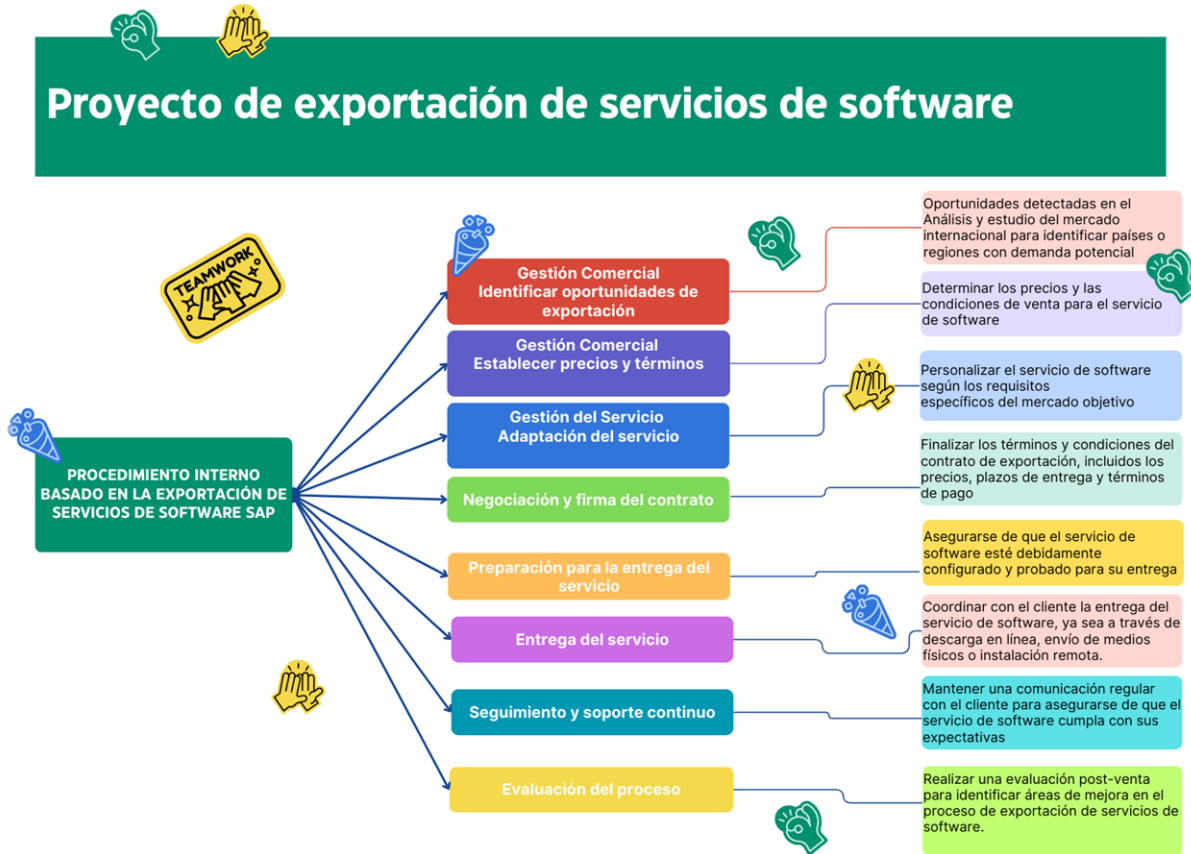 Proyecto de exportación de servicios de software
TEAMWORK
PROCEDIMIENTO INTERNO
BASADO EN LA EXPORTACIÓN DE
SERVICIOS DE SOFTWARE SAP
Gestión Comercial
Identificar oportunidades de
exportación
Oportunidades detectadas en el
Análisis y estudio del mercado
internacional para identificar países o
regiones con demanda potencial
Gestión Comercial
Establecer precios y términos
Determinar los precios y las
condiciones de venta para el servicio
de software
Gestión del Servicio
Adaptación del servicio
Personalizar el servicio de software
según los requisitos
específicos del mercado objetivo
Negociación y firma del contrato
Finalizar los términos y condiciones del
contrato de exportación, incluidos los
precios, plazos de entrega y términos
de pago
Preparación para la entrega del
servicio
Asegurarse de que el servicio de
software esté debidamente
configurado y probado para su entrega
Entrega del servicio
Coordinar con el cliente la entrega del
servicio de software, ya sea a través de
descarga en línea, envío de medios
físicos o instalación remota.
Seguimiento y soporte continuo
Mantener una comunicación regular
con el cliente para asegurarse de que el
servicio de software cumpla con sus
expectativas
Evaluación del proceso
Realizar una evaluación post-venta
para identificar áreas de mejora en el
proceso de exportación de servicios de
software.